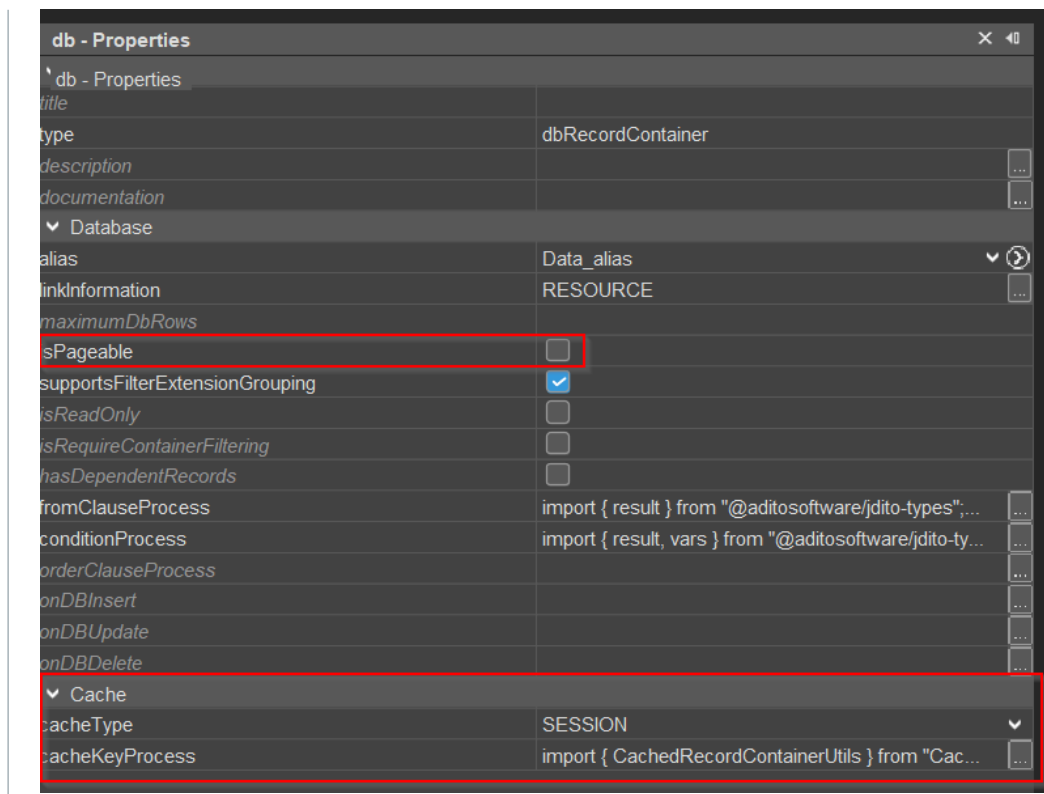 db - Properties
db - Properties
title
type dbRecordContainer
description ...
documentation ...
Database
alias Data_alias
linkInformation RESOURCE ...
maximumDbRows
isPageable
supportsFilterExtensionGrouping
isReadOnly
isRequireContainerFiltering
hasDependentRecords
fromClauseProcess import { result } from "@aditosoftware/jdito-types";... ...
conditionProcess import { result, vars } from "@aditosoftware/jdito-ty... ...
orderClauseProcess ...
onDBInsert ...
onDBUpdate ...
onDBDelete ...
Cache
cacheType SESSION
cacheKeyProcess import { CachedRecordContainerUtils } from "Cac... ...